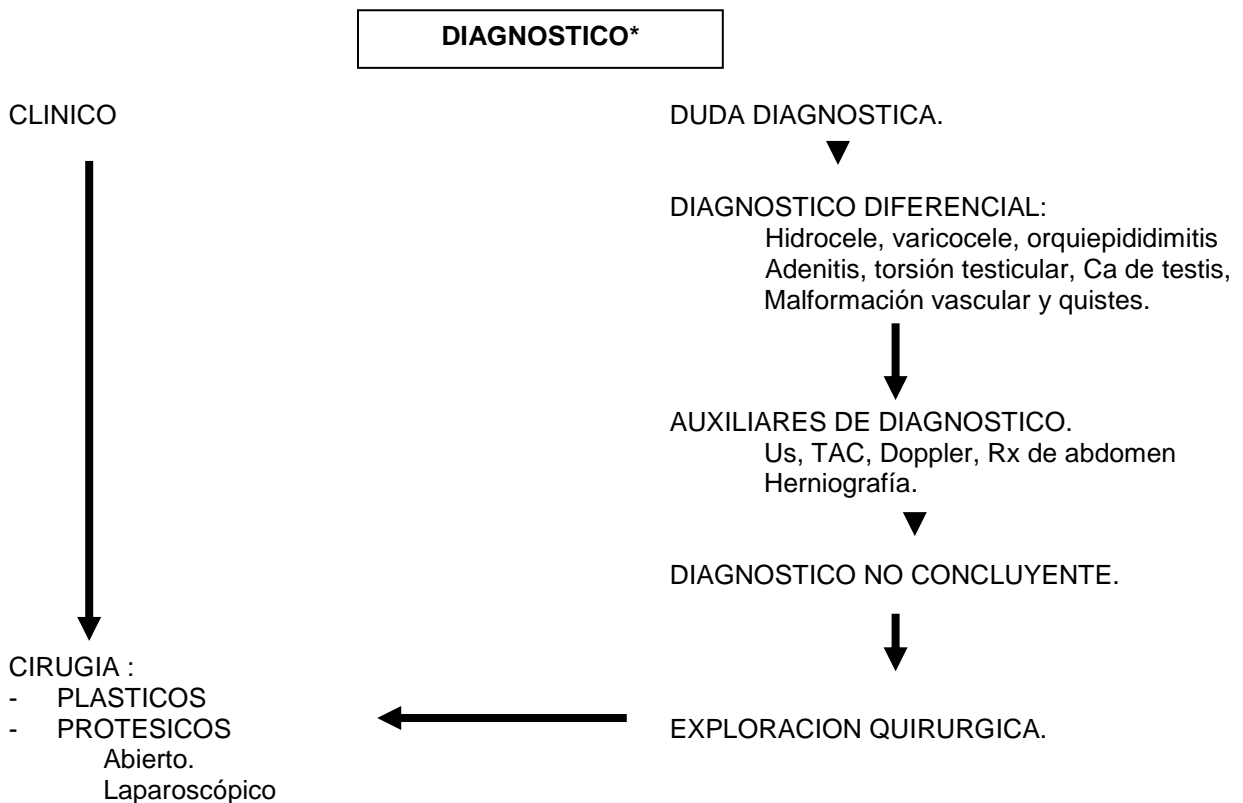 DIAGNOSTICO*
CLINICO
DUDA DIAGNOSTICA.
DIAGNOSTICO DIFERENCIAL:
Hidrocele, varicocele, orquiepididimitis
Adenitis, torsión testicular, Ca de testis,
Malformación vascular y quistes.
AUXILIARES DE DIAGNOSTICO.
Us, TAC, Doppler, Rx de abdomen
Herniografía.
DIAGNOSTICO NO CONCLUYENTE.
EXPLORACION QUIRURGICA.
CIRUGIA :
- PLASTICOS
- PROTESICOS
Abierto.
Laparoscópico